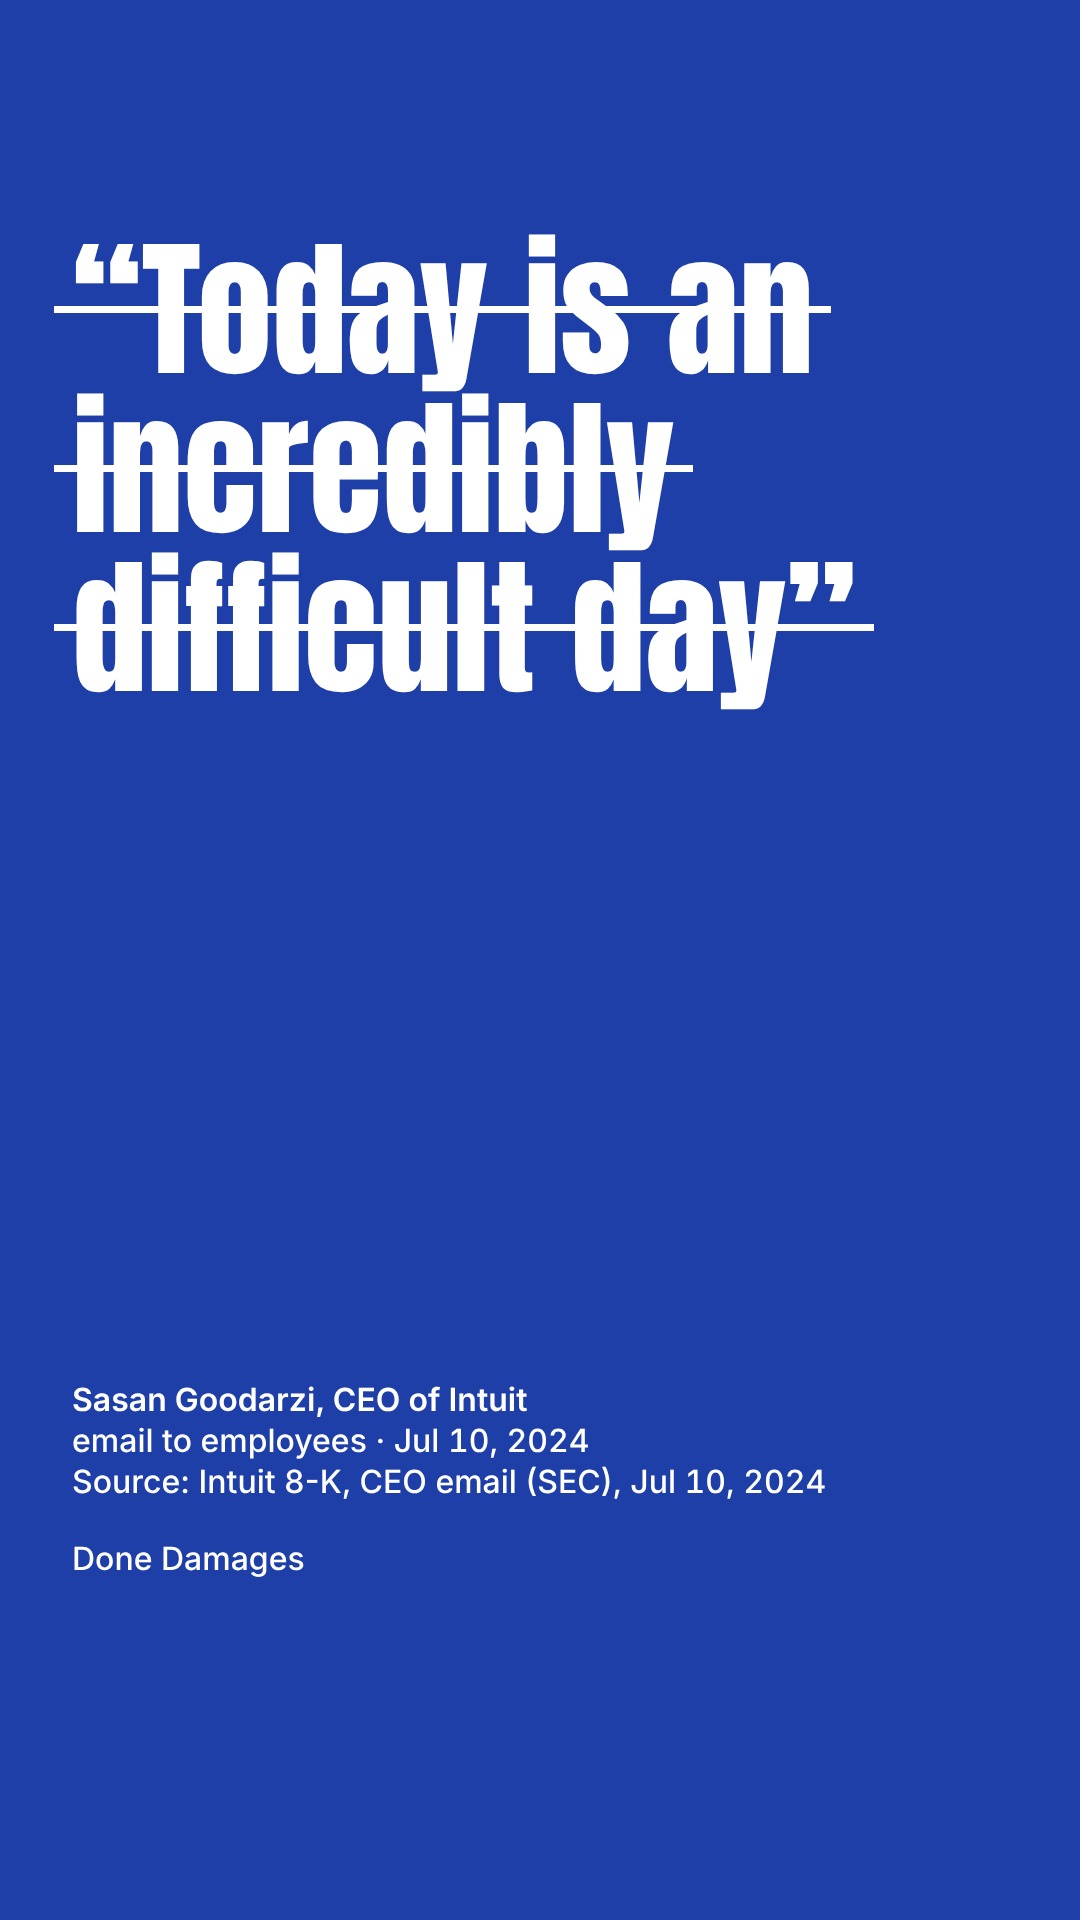 “Today is an
incredibly
difficult day”
Sasan Goodarzi, CEO of Intuit
email to employees · Jul 10, 2024
Source: Intuit 8-K, CEO email (SEC), Jul 10, 2024
Done Damages